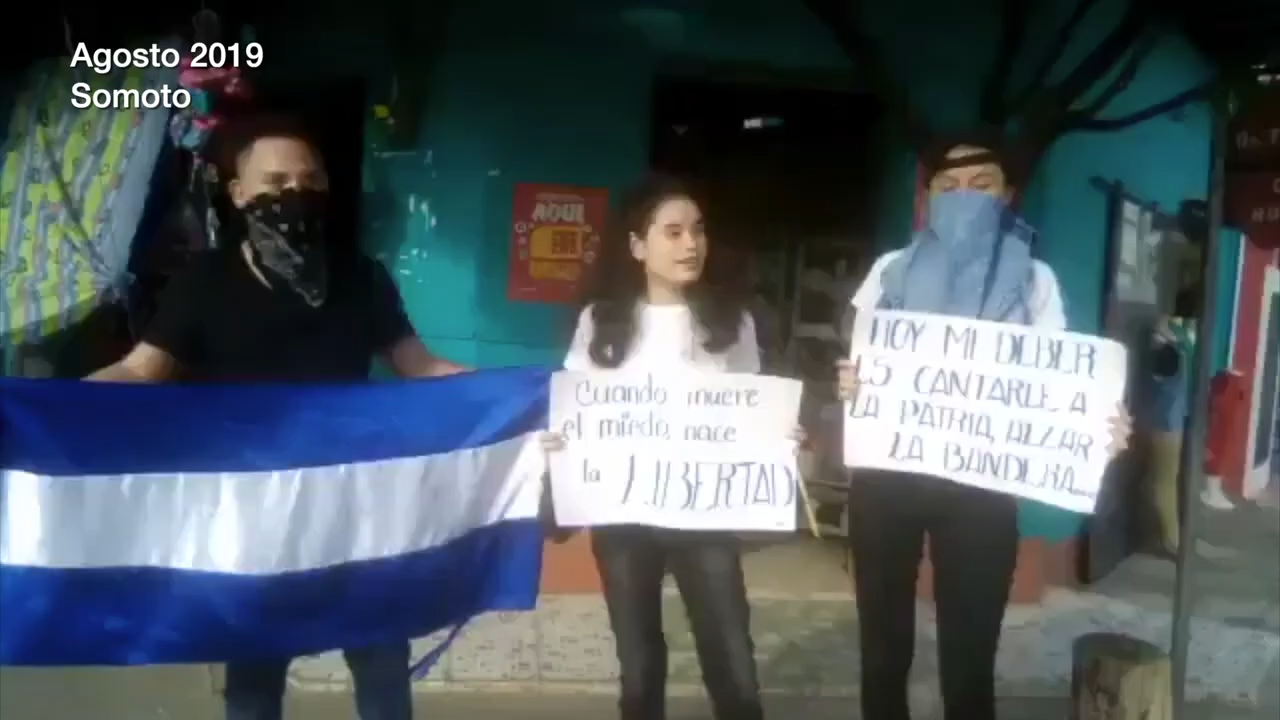 Agosto 2019
Somoto
AQUÍ
Cuando muere
el miedo, nace
la LIBERTAD
HOY MI DEBER
ES CANTARLE A
LA PATRIA, ALZAR
LA BANDERA...